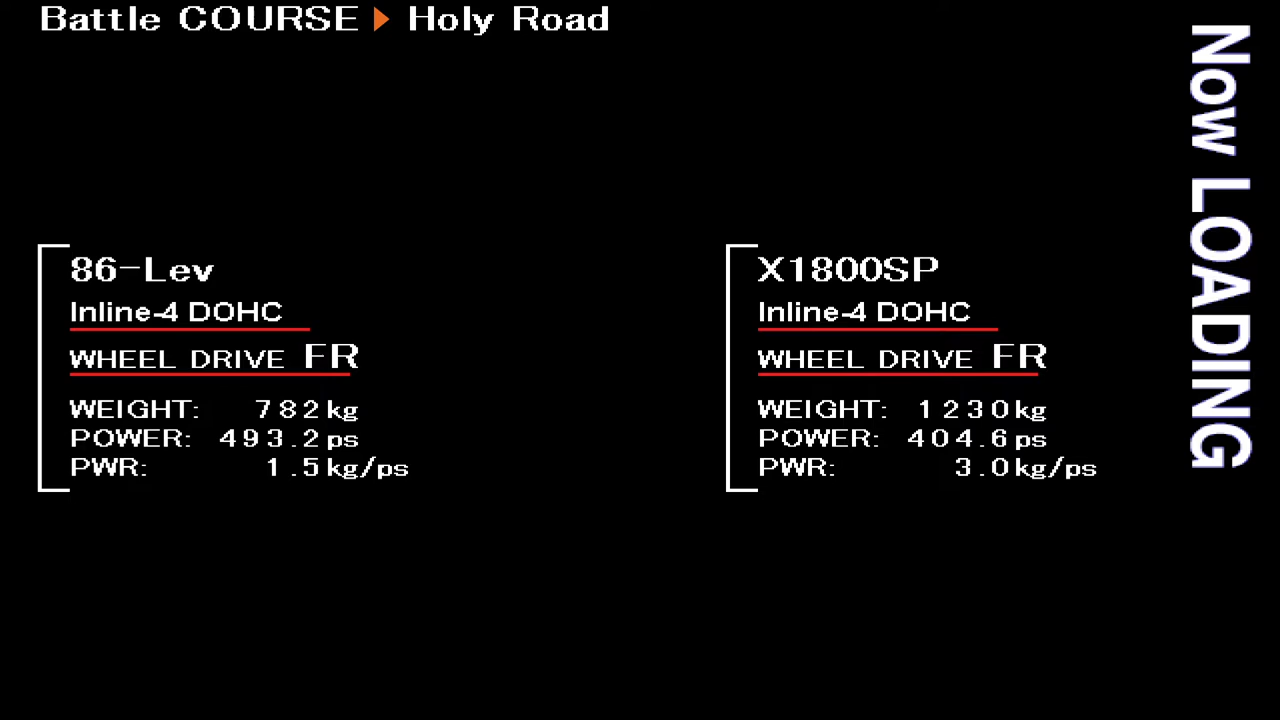 Battle COURSE ▶ Holy Road
Now LOADING
86-Lev
Inline-4 DOHC
WHEEL DRIVE FR
WEIGHT: 782kg
POWER: 493.2ps
PWR: 1.5kg/ps
X1800SP
Inline-4 DOHC
WHEEL DRIVE FR
WEIGHT: 1230kg
POWER: 404.6ps
PWR: 3.0kg/ps